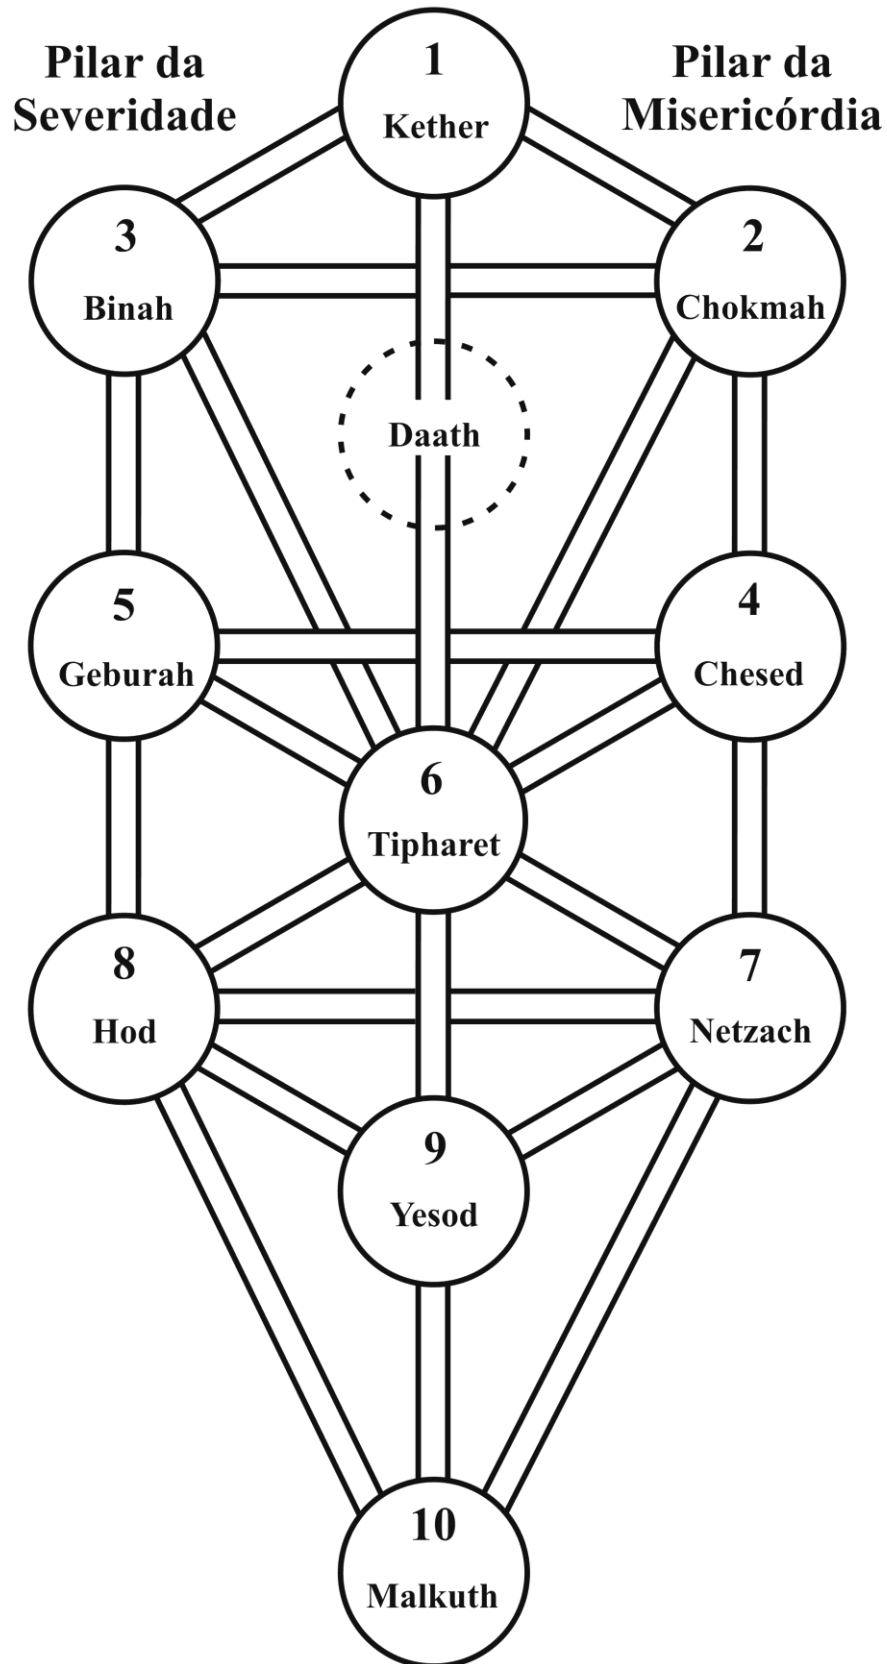 Pilar da
Severidade
Pilar da
Misericórdia
1
Kether
3
Binah
2
Chokmah
Daath
5
Geburah
4
Chesed
6
Tipharet
8
Hod
7
Netzach
9
Yesod
10
Malkuth